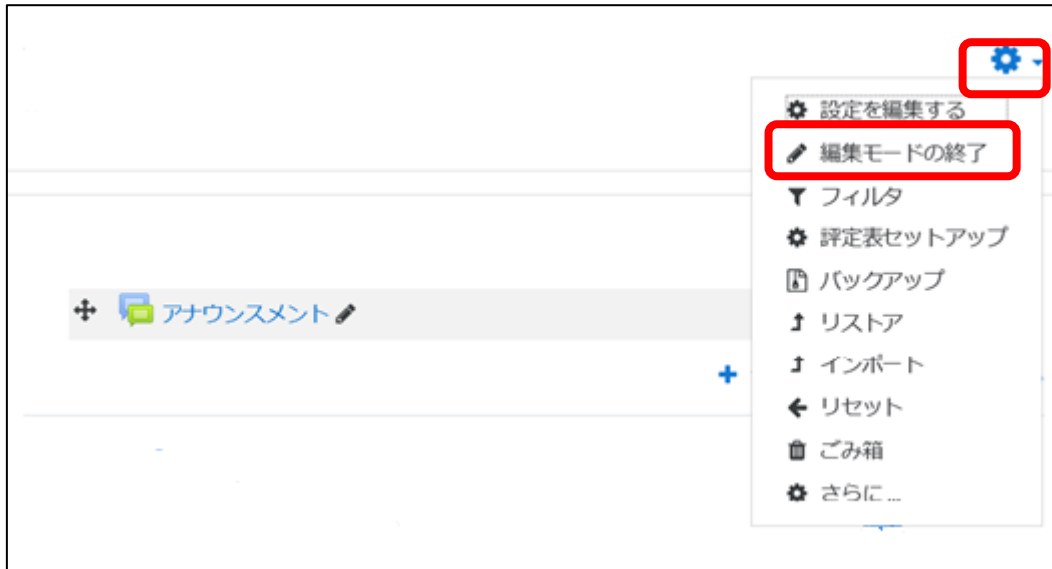 設定を編集する
編集モードの終了
フィルタ
評定表セットアップ
バックアップ
アナウンスメント
リストア
インポート
リセット
ごみ箱
さらに ...